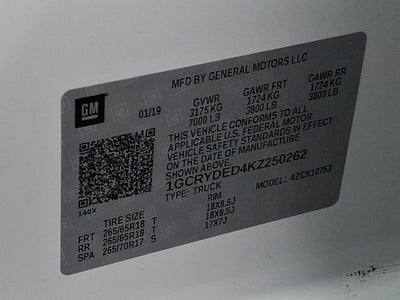 MFD BY GENERAL MOTORS LLC
GM
01/19
GVWR GAWR FRT GAWR RR
3175 KG 1724 KG 1724 KG
7000 LB 3800 LB 3800 LB
THIS VEHICLE CONFORMS TO ALL
APPLICABLE U.S. FEDERAL MOTOR
VEHICLE SAFETY STANDARDS IN EFFECT
ON THE DATE OF MANUFACTURE
1GCRYDED4KZ250262
TYPE: TRUCK MODEL: 42CK10753
140X
TIRE SIZE RIM
FRT 265/65R18 T 18X8.5J
RR 265/65R18 T 18X8.5J
SPA 265/70R17 S 17X7J